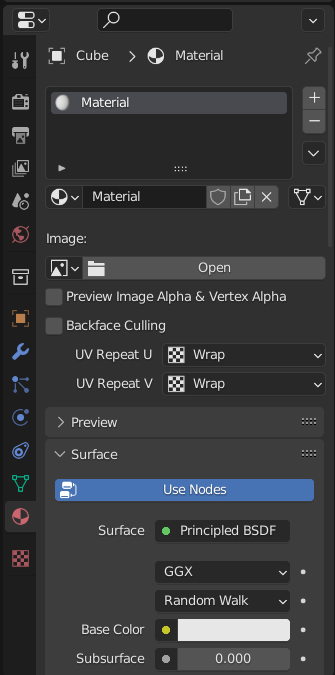 Cube > Material
Material
Material
Image:
Open
Preview Image Alpha & Vertex Alpha
Backface Culling
UV Repeat U Wrap
UV Repeat V Wrap
Preview
Surface
Use Nodes
Surface Principled BSDF
GGX
Random Walk
Base Color
Subsurface 0.000